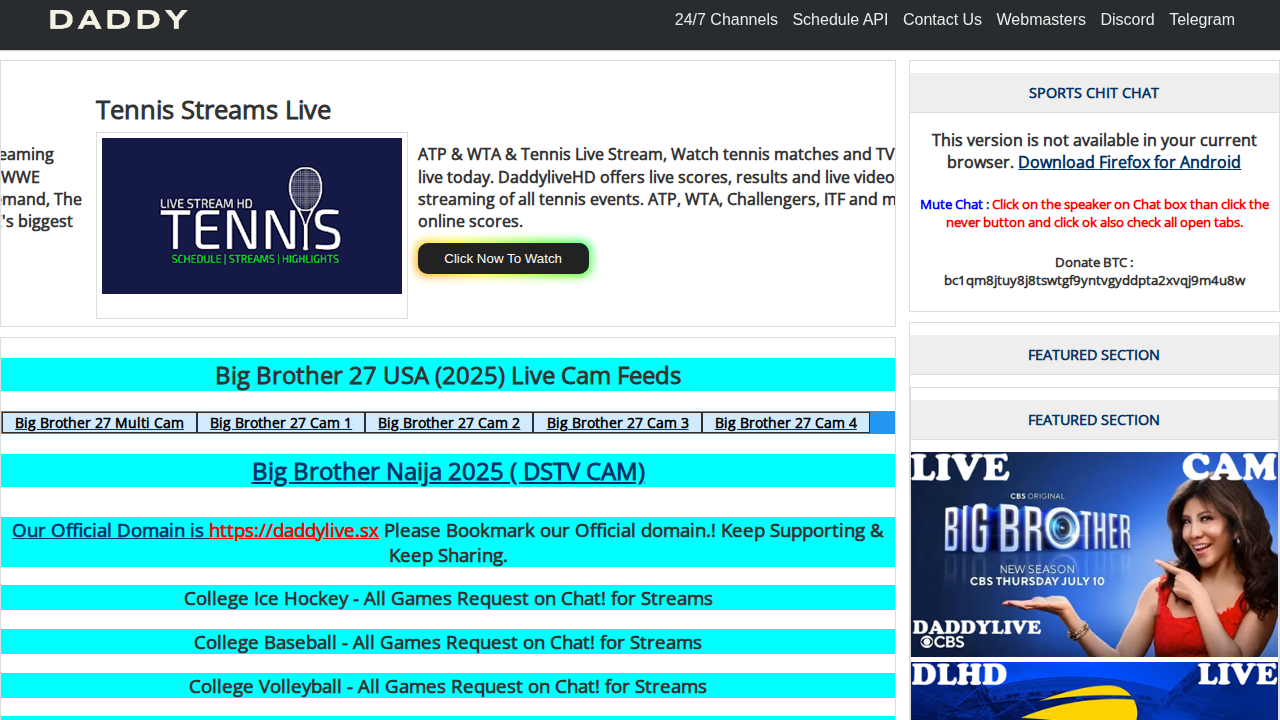 DADDY
24/7 Channels Schedule API Contact Us Webmasters Discord Telegram
eaming
WWE
mand, The
's biggest
Tennis Streams Live
LIVE STREAM HD
TENNIS
SCHEDULE | STREAMS | HIGHLIGHTS
ATP & WTA & Tennis Live Stream, Watch tennis matches and TV
live today. DaddyliveHD offers live scores, results and live video
streaming of all tennis events. ATP, WTA, Challengers, ITF and m
online scores.
Click Now To Watch
Big Brother 27 USA (2025) Live Cam Feeds
Big Brother 27 Multi Cam Big Brother 27 Cam 1 Big Brother 27 Cam 2 Big Brother 27 Cam 3 Big Brother 27 Cam 4
Big Brother Naija 2025 ( DSTV CAM)
Our Official Domain is https://daddylive.sx Please Bookmark our Official domain.! Keep Supporting &
Keep Sharing.
College Ice Hockey - All Games Request on Chat! for Streams
College Baseball - All Games Request on Chat! for Streams
College Volleyball - All Games Request on Chat! for Streams
SPORTS CHIT CHAT
This version is not available in your current
browser. Download Firefox for Android
Mute Chat : Click on the speaker on Chat box than click the
never button and click ok also check all open tabs.
Donate BTC :
bc1qm8jtuy8j8tswtgf9yntvgyddpta2xvqj9m4u8w
FEATURED SECTION
FEATURED SECTION
LIVE CAM
CBS ORIGINAL
BIG BROTHER
NEW SEASON
CBS THURSDAY JULY 10
DADDYLIVE
CBS
DLHD LIVE